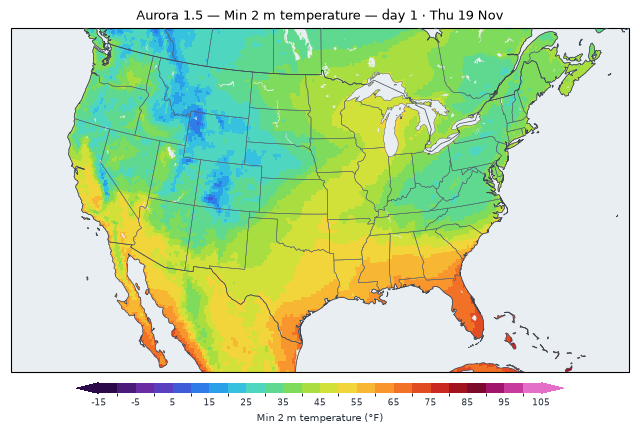 Aurora 1.5 — Min 2 m temperature — day 1 · Thu 19 Nov
-15 -5 5 15 25 35 45 55 65 75 85 95 105
Min 2 m temperature (°F)